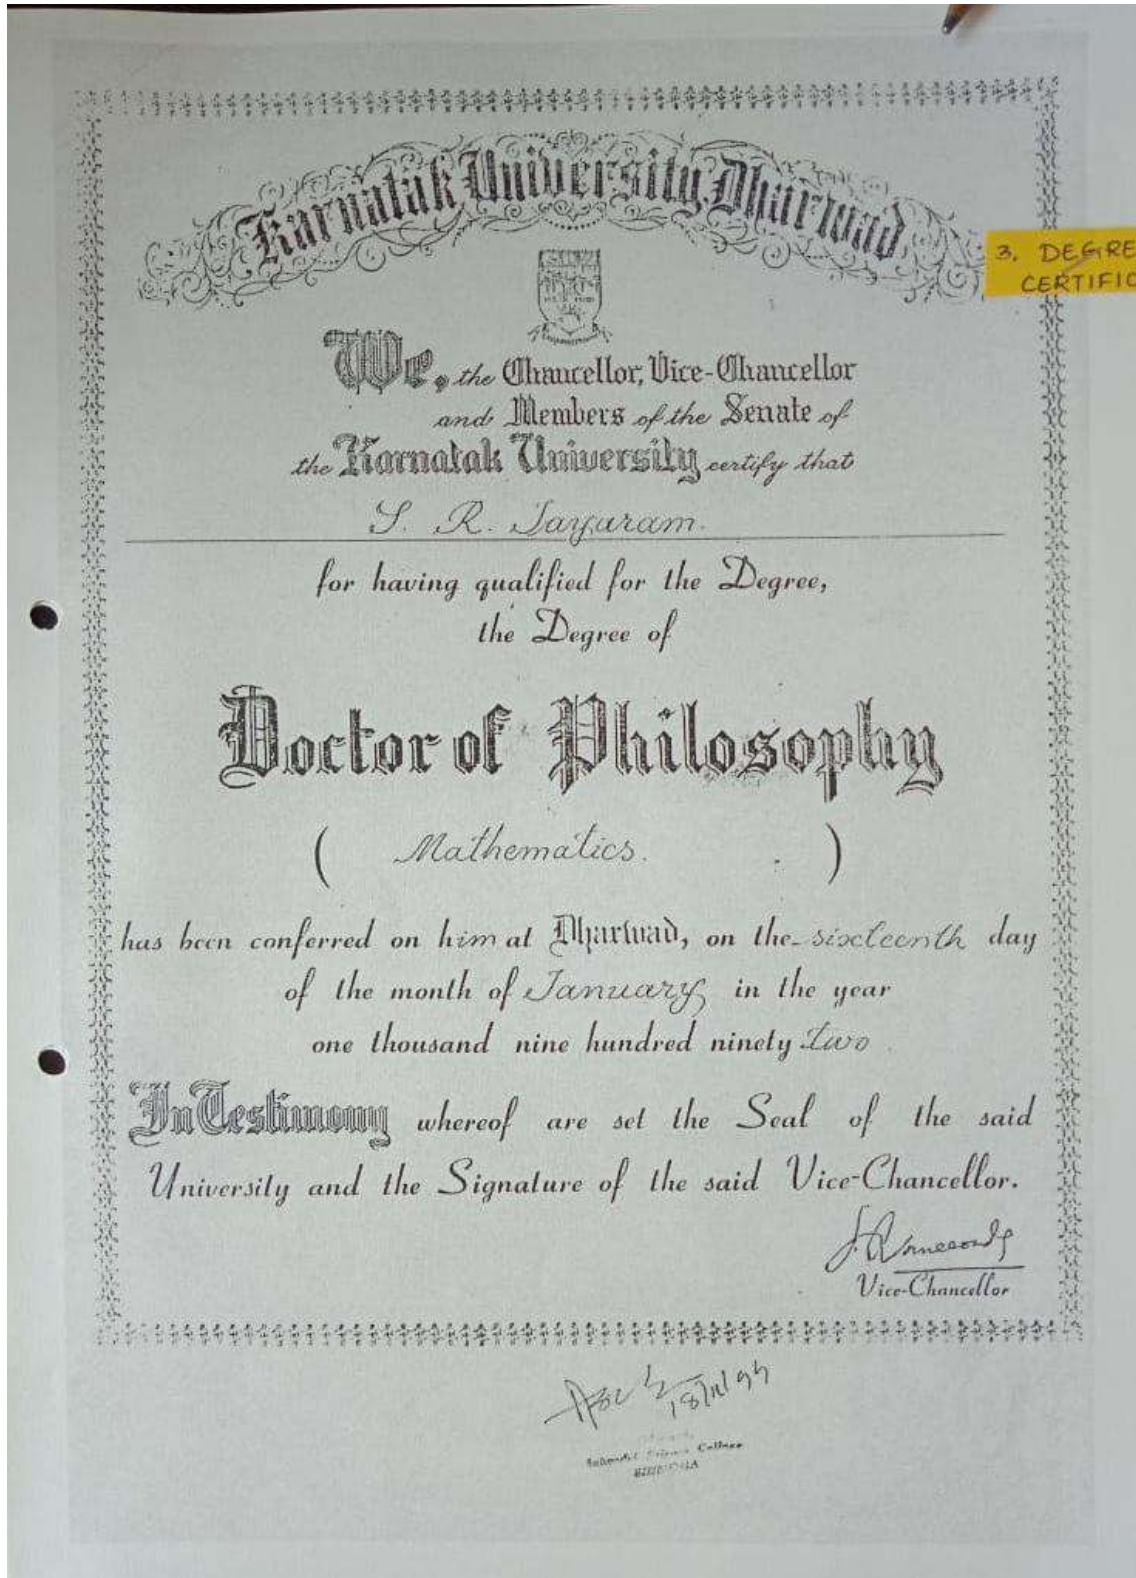 Karnatak University, Dharwad
3. DEGRE
CERTIFIC
We, the Chancellor, Vice-Chancellor
and Members of the Senate of
the Karnatak University certify that
S. R. Jayaram.
for having qualified for the Degree,
the Degree of
Doctor of Philosophy
( Mathematics. )
has been conferred on him at Dharwad, on the sixteenth day
of the month of January in the year
one thousand nine hundred ninety two
In Testimony whereof are set the Seal of the said
University and the Signature of the said Vice-Chancellor.
Vice-Chancellor
Science College